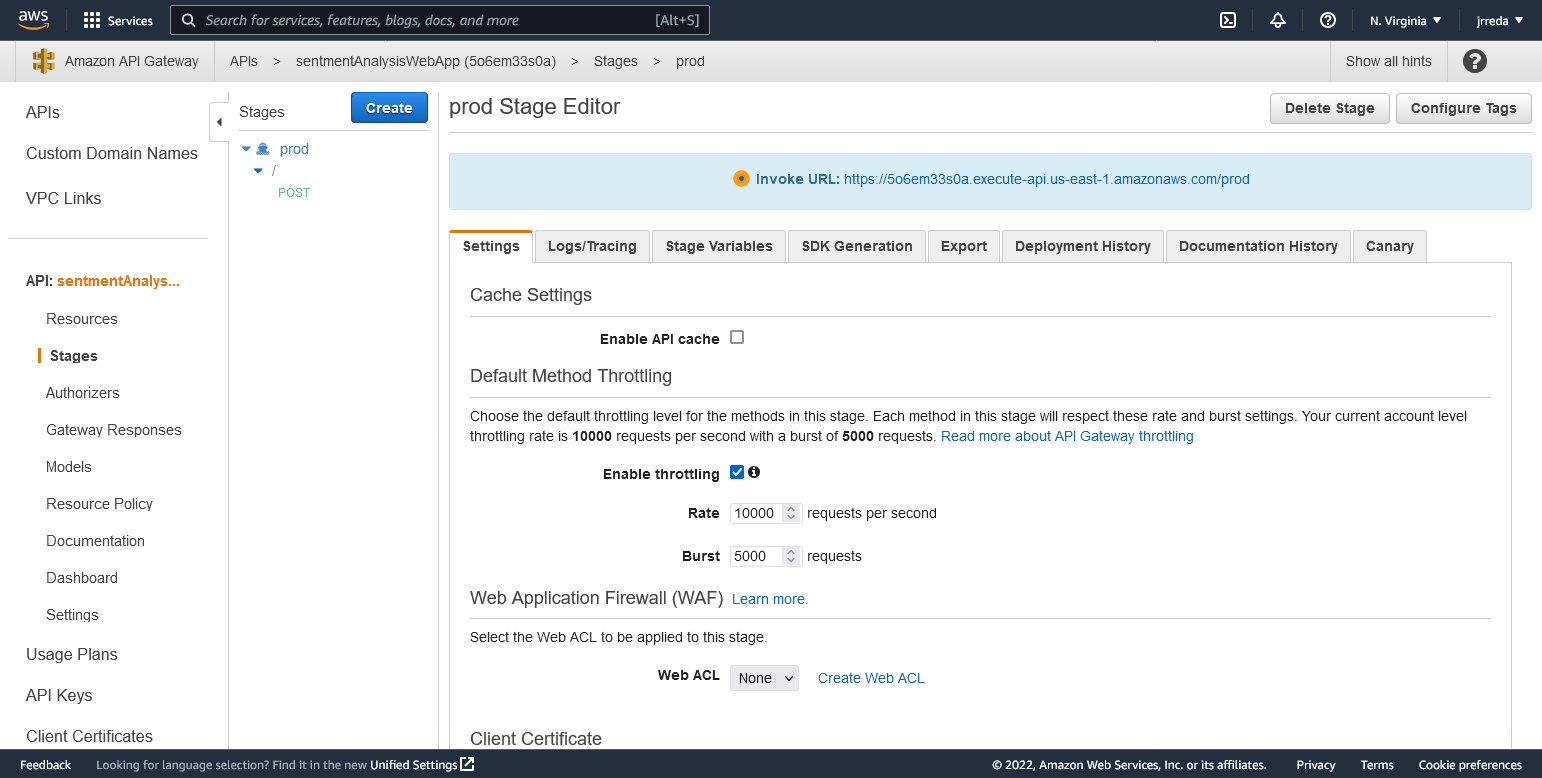 aws
Services
Search for services, features, blogs, docs, and more
[Alt+S]
N. Virginia
jrreda
Amazon API Gateway
APIs > sentmentAnalysisWebApp (5o6em33s0a) > Stages > prod
Show all hints
APIs
Custom Domain Names
VPC Links
API: sentmentAnalys...
Resources
Stages
Authorizers
Gateway Responses
Models
Resource Policy
Documentation
Dashboard
Settings
Usage Plans
API Keys
Client Certificates
Stages
Create
prod
/
POST
prod Stage Editor
Delete Stage
Configure Tags
Invoke URL: https://5o6em33s0a.execute-api.us-east-1.amazonaws.com/prod
Settings
Logs/Tracing
Stage Variables
SDK Generation
Export
Deployment History
Documentation History
Canary
Cache Settings
Enable API cache
Default Method Throttling
Choose the default throttling level for the methods in this stage. Each method in this stage will respect these rate and burst settings. Your current account level
throttling rate is 10000 requests per second with a burst of 5000 requests. Read more about API Gateway throttling
Enable throttling
Rate 10000 requests per second
Burst 5000 requests
Web Application Firewall (WAF) Learn more.
Select the Web ACL to be applied to this stage.
Web ACL None Create Web ACL
Client Certificate
Feedback
Looking for language selection? Find it in the new Unified Settings
© 2022, Amazon Web Services, Inc. or its affiliates.
Privacy
Terms
Cookie preferences